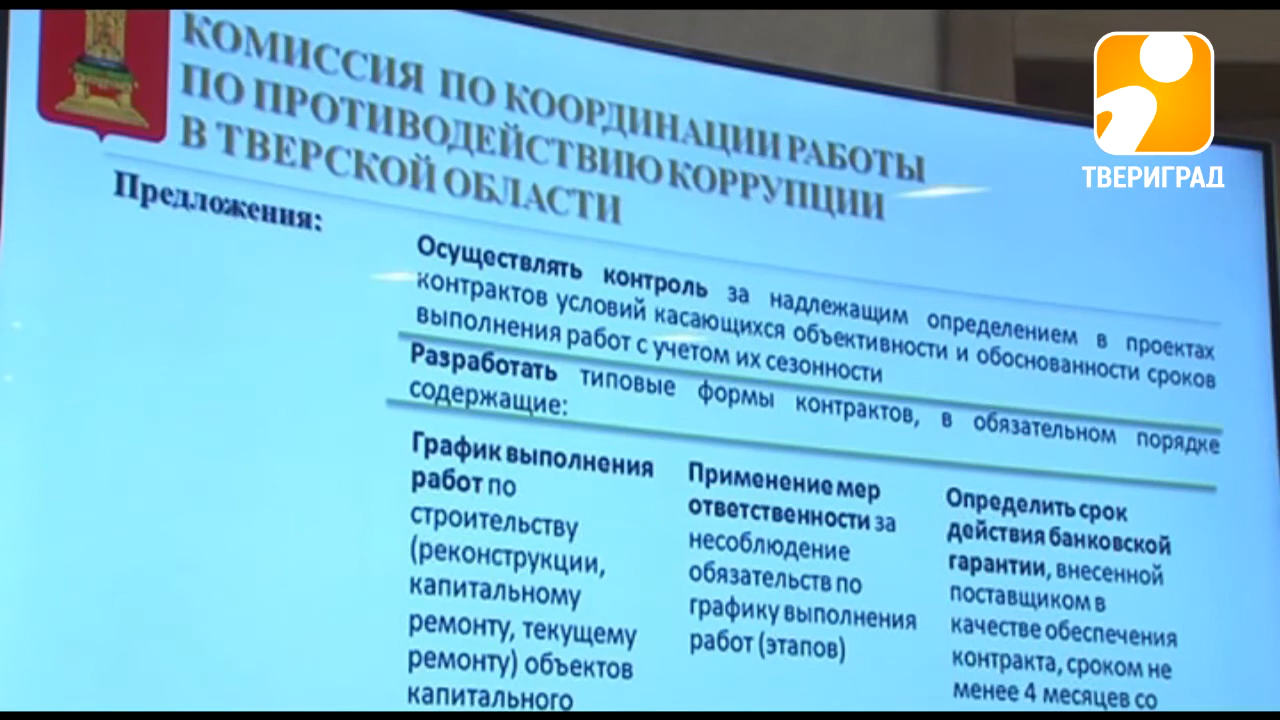 КОМИССИЯ ПО КООРДИНАЦИИ РАБОТЫ
ПО ПРОТИВОДЕЙСТВИЮ КОРРУПЦИИ
В ТВЕРСКОЙ ОБЛАСТИ
ТВЕРИГРАД
Предложения:
Осуществлять контроль за надлежащим определением в проектах
контрактов условий касающихся объективности и обоснованности сроков
выполнения работ с учетом их сезонности
Разработать типовые формы контрактов, в обязательном порядке
содержащие:
График выполнения
работ по
строительству
(реконструкции,
капитальному
ремонту, текущему
ремонту) объектов
капитального
Применение мер
ответственности за
несоблюдение
обязательств по
графику выполнения
работ (этапов)
Определить срок
действия банковской
гарантии, внесенной
поставщиком в
качестве обеспечения
контракта, сроком не
менее 4 месяцев со